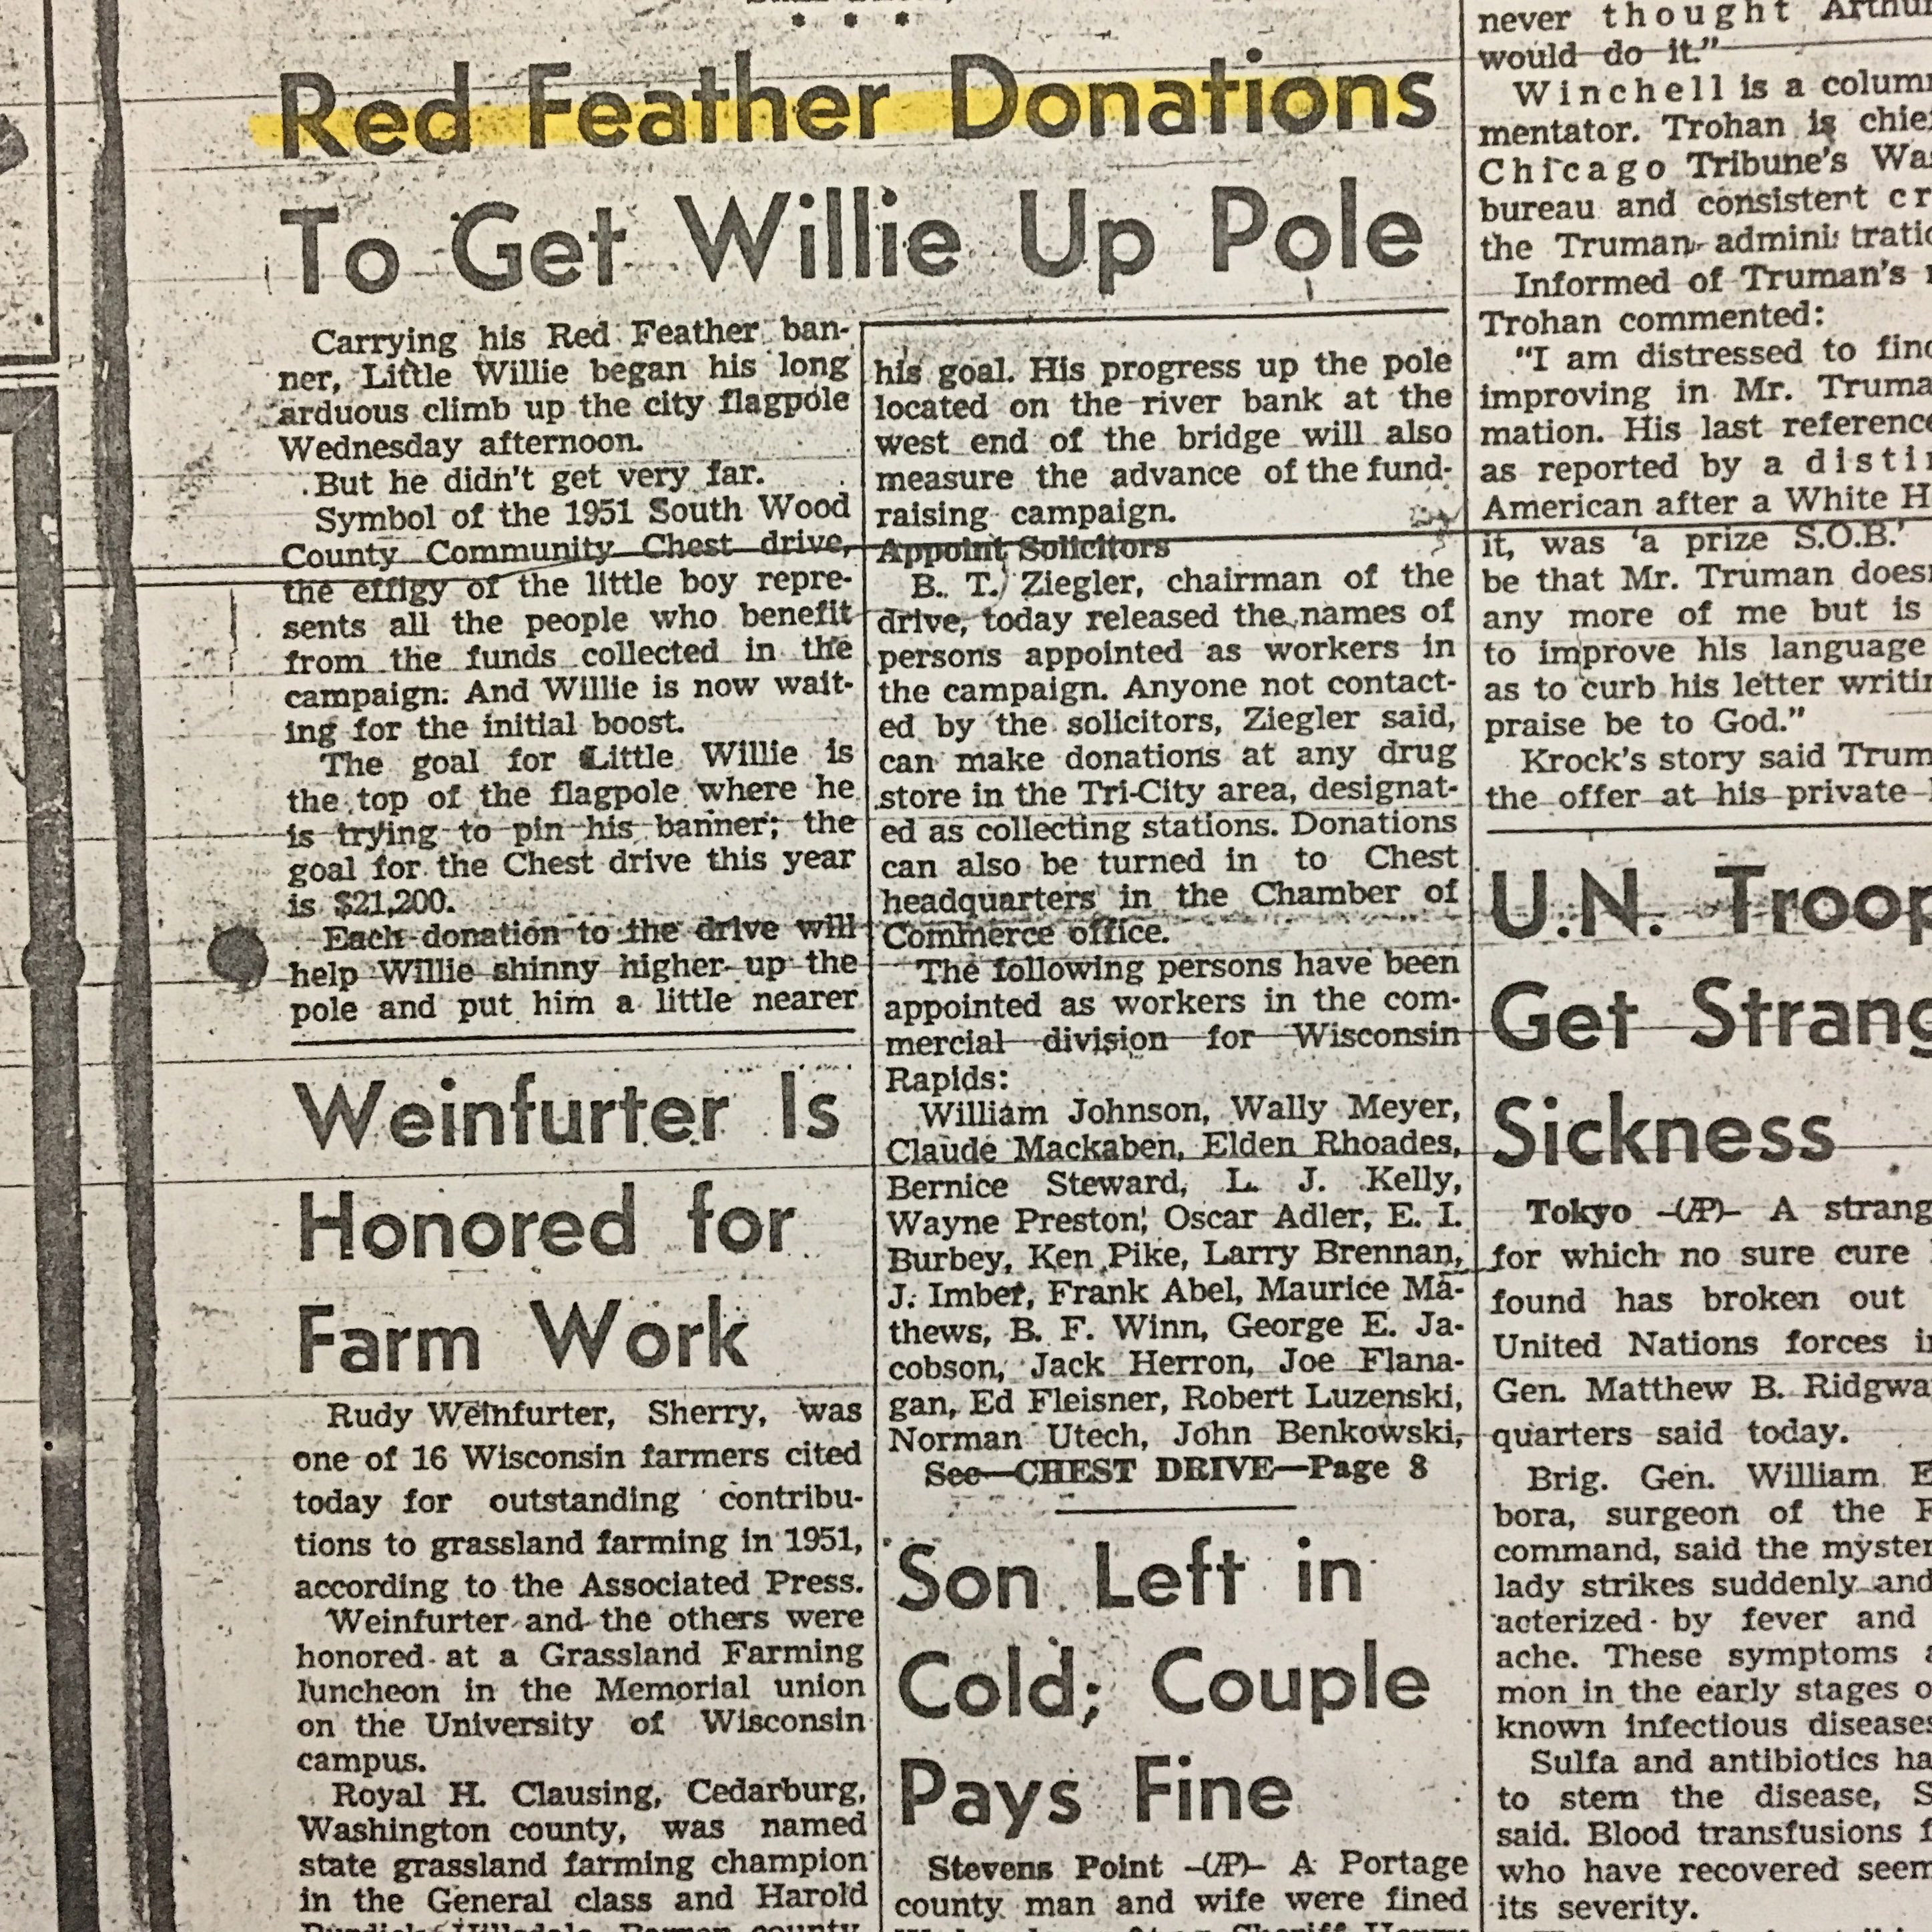 Red Feather Donations
To Get Willie Up Pole
Carrying his Red Feather ban-
ner, Little Willie began his long
arduous climb up the city flagpole
Wednesday afternoon.
But he didn't get very far.
Symbol of the 1951 South Wood
County Community Chest drive,
the effigy of the little boy repre-
sents all the people who benefit
from the funds collected in the
campaign. And Willie is now wait-
ing for the initial boost.
The goal for Little Willie is
the top of the flagpole where he
is trying to pin his banner; the
goal for the Chest drive this year
is $21,200.
Each donation to the drive will
help Willie shinny higher up the
pole and put him a little nearer
his goal. His progress up the pole
located on the river bank at the
west end of the bridge will also
measure the advance of the fund-
raising campaign.
Appoint Solicitors
B. T. Ziegler, chairman of the
drive, today released the names of
persons appointed as workers in
the campaign. Anyone not contact-
ed by the solicitors, Ziegler said,
can make donations at any drug
store in the Tri-City area, designat-
ed as collecting stations. Donations
can also be turned in to Chest
headquarters in the Chamber of
Commerce office.
The following persons have been
appointed as workers in the com-
mercial division for Wisconsin
Rapids:
William Johnson, Wally Meyer,
Claude Mackaben, Elden Rhoades,
Bernice Steward, L. J. Kelly,
Wayne Preston, Oscar Adler, E. I.
Burbey, Ken Pike, Larry Brennan,
J. Imber, Frank Abel, Maurice Ma-
thews, B. F. Winn, George E. Ja-
cobson, Jack Herron, Joe Flana-
gan, Ed Fleisner, Robert Luzenski,
Norman Utech, John Benkowski,
See—CHEST DRIVE—Page 8
Weinfurter Is
Honored for
Farm Work
Rudy Weinfurter, Sherry, was
one of 16 Wisconsin farmers cited
today for outstanding contribu-
tions to grassland farming in 1951,
according to the Associated Press.
Weinfurter and the others were
honored at a Grassland Farming
luncheon in the Memorial union
on the University of Wisconsin
campus.
Royal H. Clausing, Cedarburg,
Washington county, was named
state grassland farming champion
in the General class and Harold
Son Left in
Cold; Couple
Pays Fine
Stevens Point -(AP)- A Portage
county man and wife were fined
never thought Arthur
would do it."
Winchell is a colum
mentator. Trohan is chie
Chicago Tribune's Wa
bureau and consistent cr
the Truman administratio
Informed of Truman's
Trohan commented:
"I am distressed to find
improving in Mr. Truma
mation. His last reference
as reported by a disti
American after a White H
it, was 'a prize S.O.B.'
be that Mr. Truman does
any more of me but is
to improve his language
as to curb his letter writin
praise be to God."
Krock's story said Trum
the offer at his private
U.N. Troop
Get Strang
Sickness
Tokyo -(AP)- A strang
for which no sure cure
found has broken out
United Nations forces in
Gen. Matthew B. Ridgwa
quarters said today.
Brig. Gen. William E
bora, surgeon of the F
command, said the myster
lady strikes suddenly and
acterized by fever and
ache. These symptoms a
mon in the early stages o
known infectious diseases
Sulfa and antibiotics ha
to stem the disease, S
said. Blood transfusions f
who have recovered seem
its severity.